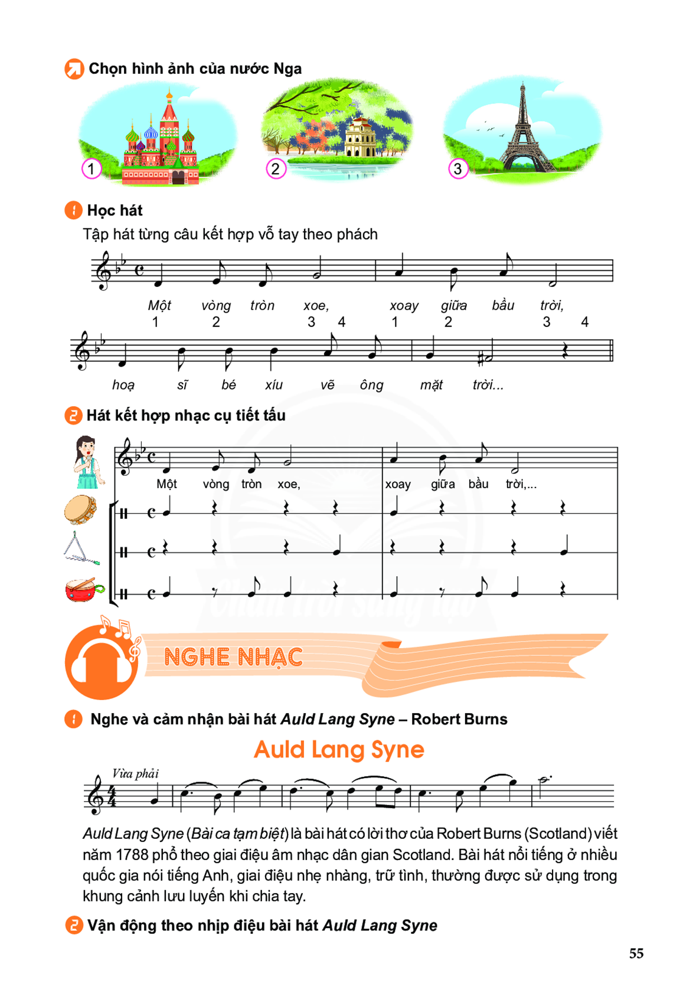 Chọn hình ảnh của nước Nga
1 2 3
1 Học hát
Tập hát từng câu kết hợp vỗ tay theo phách
Một vòng tròn xoe, xoay giữa bầu trời,
1 2 3 4 1 2 3 4
hoạ sĩ bé xíu vẽ ông mặt trời...
2 Hát kết hợp nhạc cụ tiết tấu
Một vòng tròn xoe, xoay giữa bầu trời,...
Chân trời sáng tạo
NGHE NHẠC
1 Nghe và cảm nhận bài hát Auld Lang Syne – Robert Burns
Auld Lang Syne
Vừa phải
4
4
Auld Lang Syne (Bài ca tạm biệt) là bài hát có lời thơ của Robert Burns (Scotland) viết
năm 1788 phổ theo giai điệu âm nhạc dân gian Scotland. Bài hát nổi tiếng ở nhiều
quốc gia nói tiếng Anh, giai điệu nhẹ nhàng, trữ tình, thường được sử dụng trong
khung cảnh lưu luyến khi chia tay.
2 Vận động theo nhịp điệu bài hát Auld Lang Syne
55